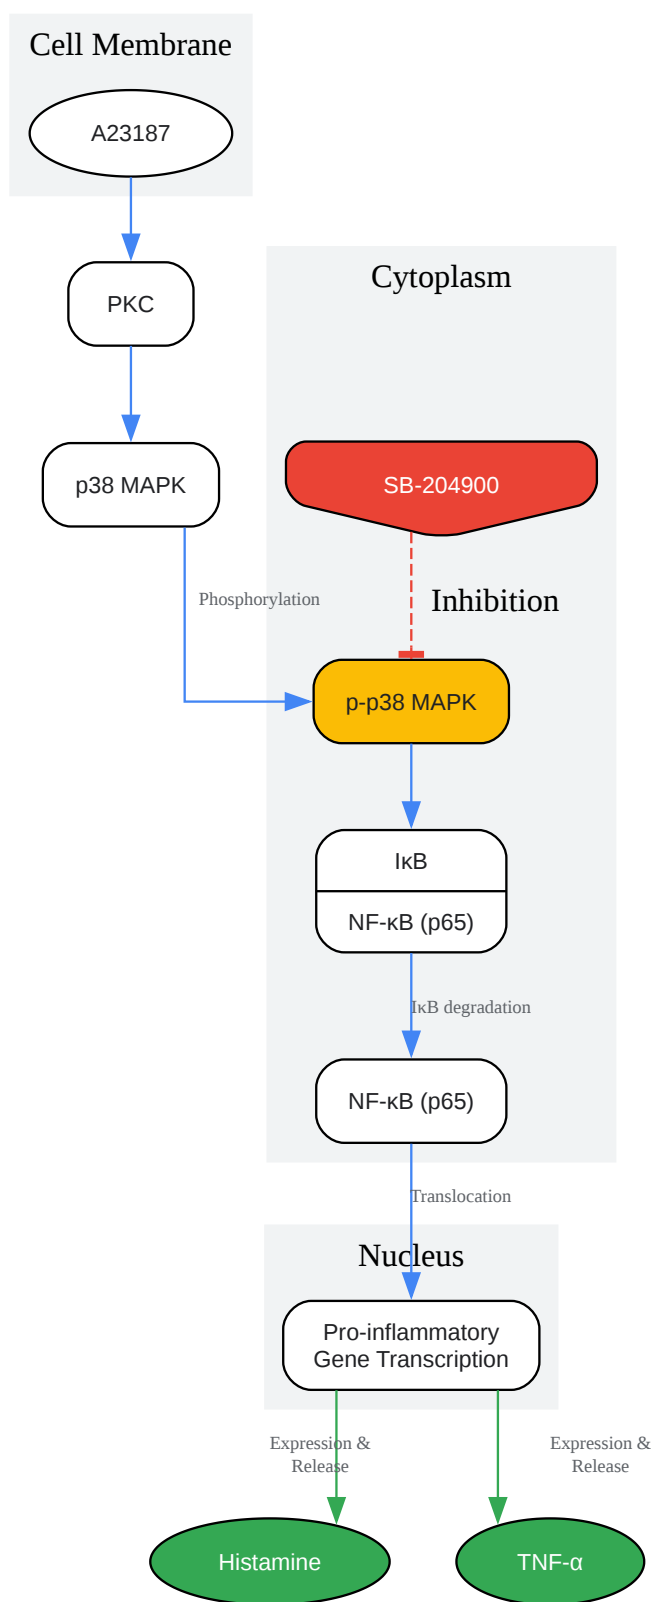 Cell Membrane
A23187
PKC
Cytoplasm
p38 MAPK
SB-204900
Phosphorylation
Inhibition
p-p38 MAPK
IκB
NF-κB (p65)
IκB degradation
NF-κB (p65)
Translocation
Nucleus
Pro-inflammatory
Gene Transcription
Expression &
Release
Expression &
Release
Histamine
TNF-α